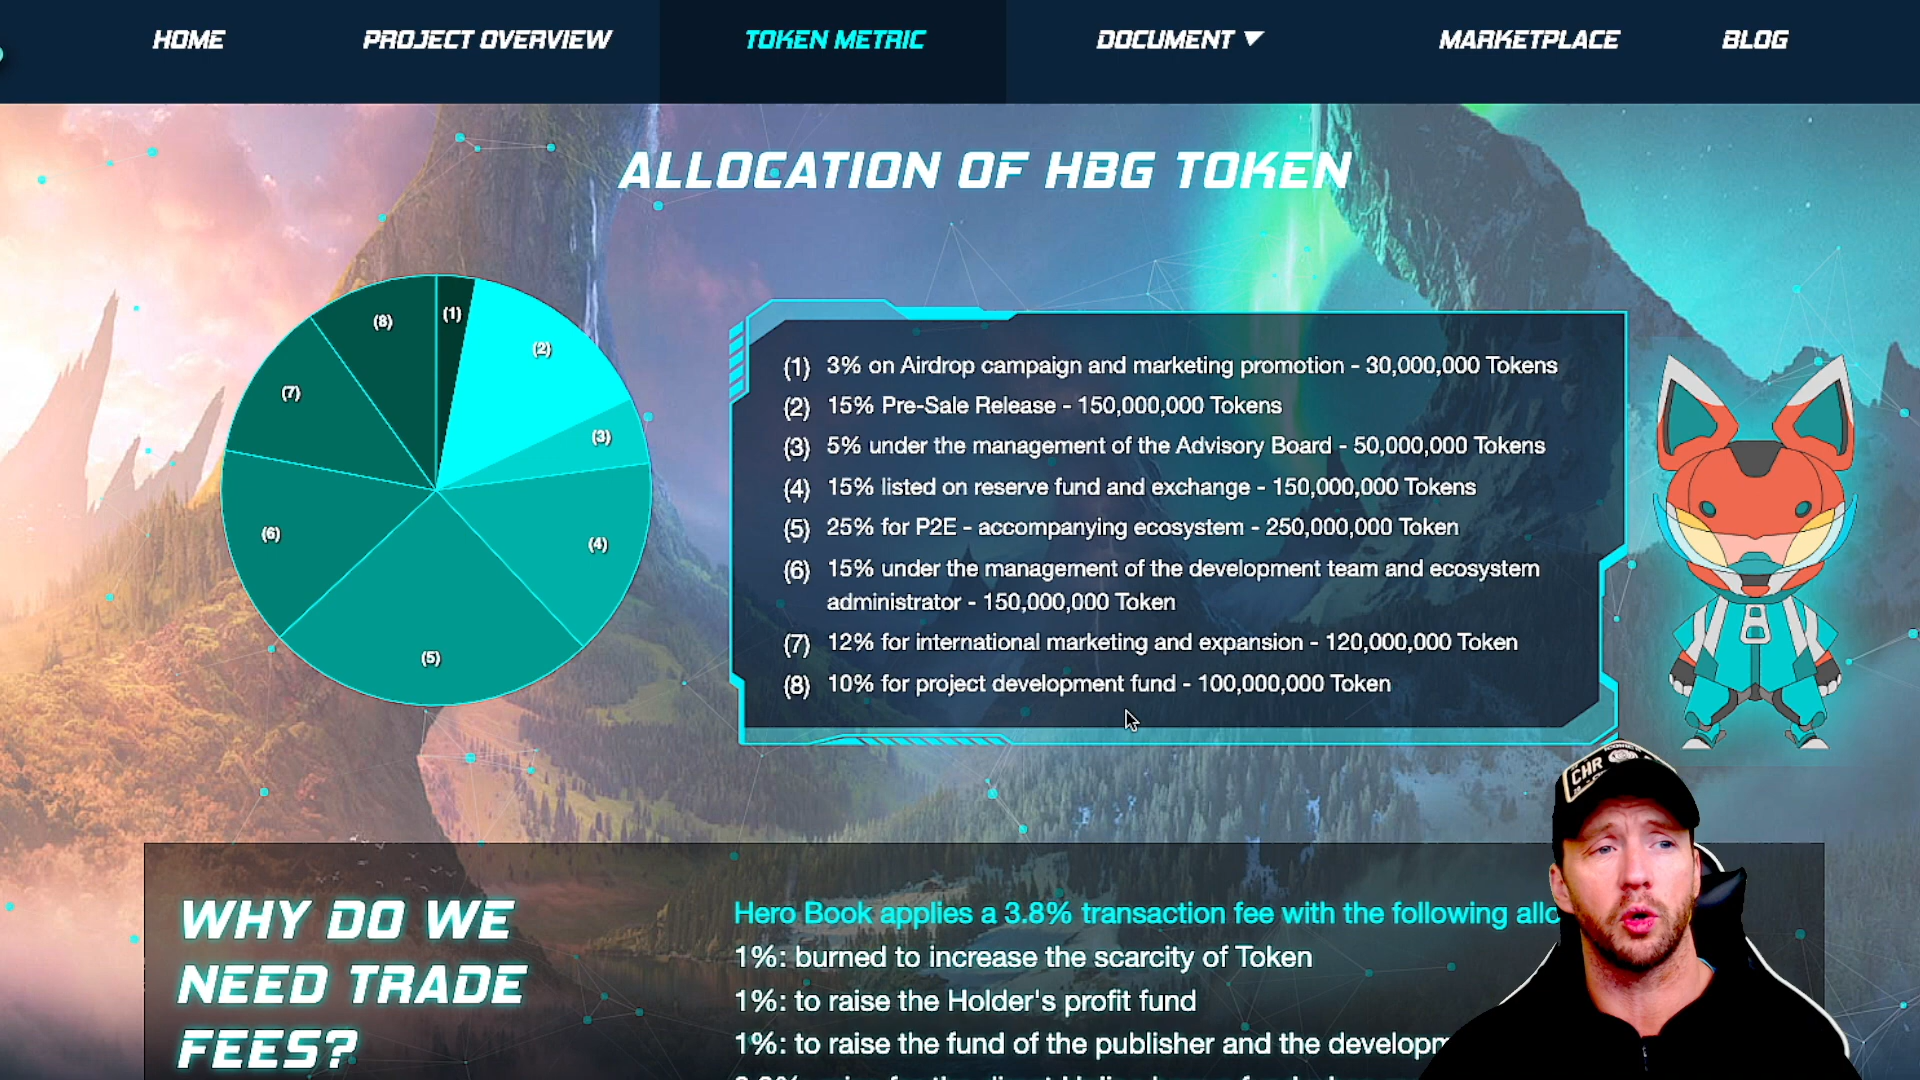 HOME PROJECT OVERVIEW TOKEN METRIC DOCUMENT ▼ MARKETPLACE BLOG
ALLOCATION OF HBG TOKEN
(1)
(2)
(3)
(4)
(5)
(6)
(7)
(8)
(1) 3% on Airdrop campaign and marketing promotion - 30,000,000 Tokens
(2) 15% Pre-Sale Release - 150,000,000 Tokens
(3) 5% under the management of the Advisory Board - 50,000,000 Tokens
(4) 15% listed on reserve fund and exchange - 150,000,000 Tokens
(5) 25% for P2E - accompanying ecosystem - 250,000,000 Token
(6) 15% under the management of the development team and ecosystem
administrator - 150,000,000 Token
(7) 12% for international marketing and expansion - 120,000,000 Token
(8) 10% for project development fund - 100,000,000 Token
WHY DO WE
NEED TRADE
FEES?
Hero Book applies a 3.8% transaction fee with the following
1%: burned to increase the scarcity of Token
1%: to raise the Holder's profit fund
1%: to raise the fund of the publisher and the
CHR